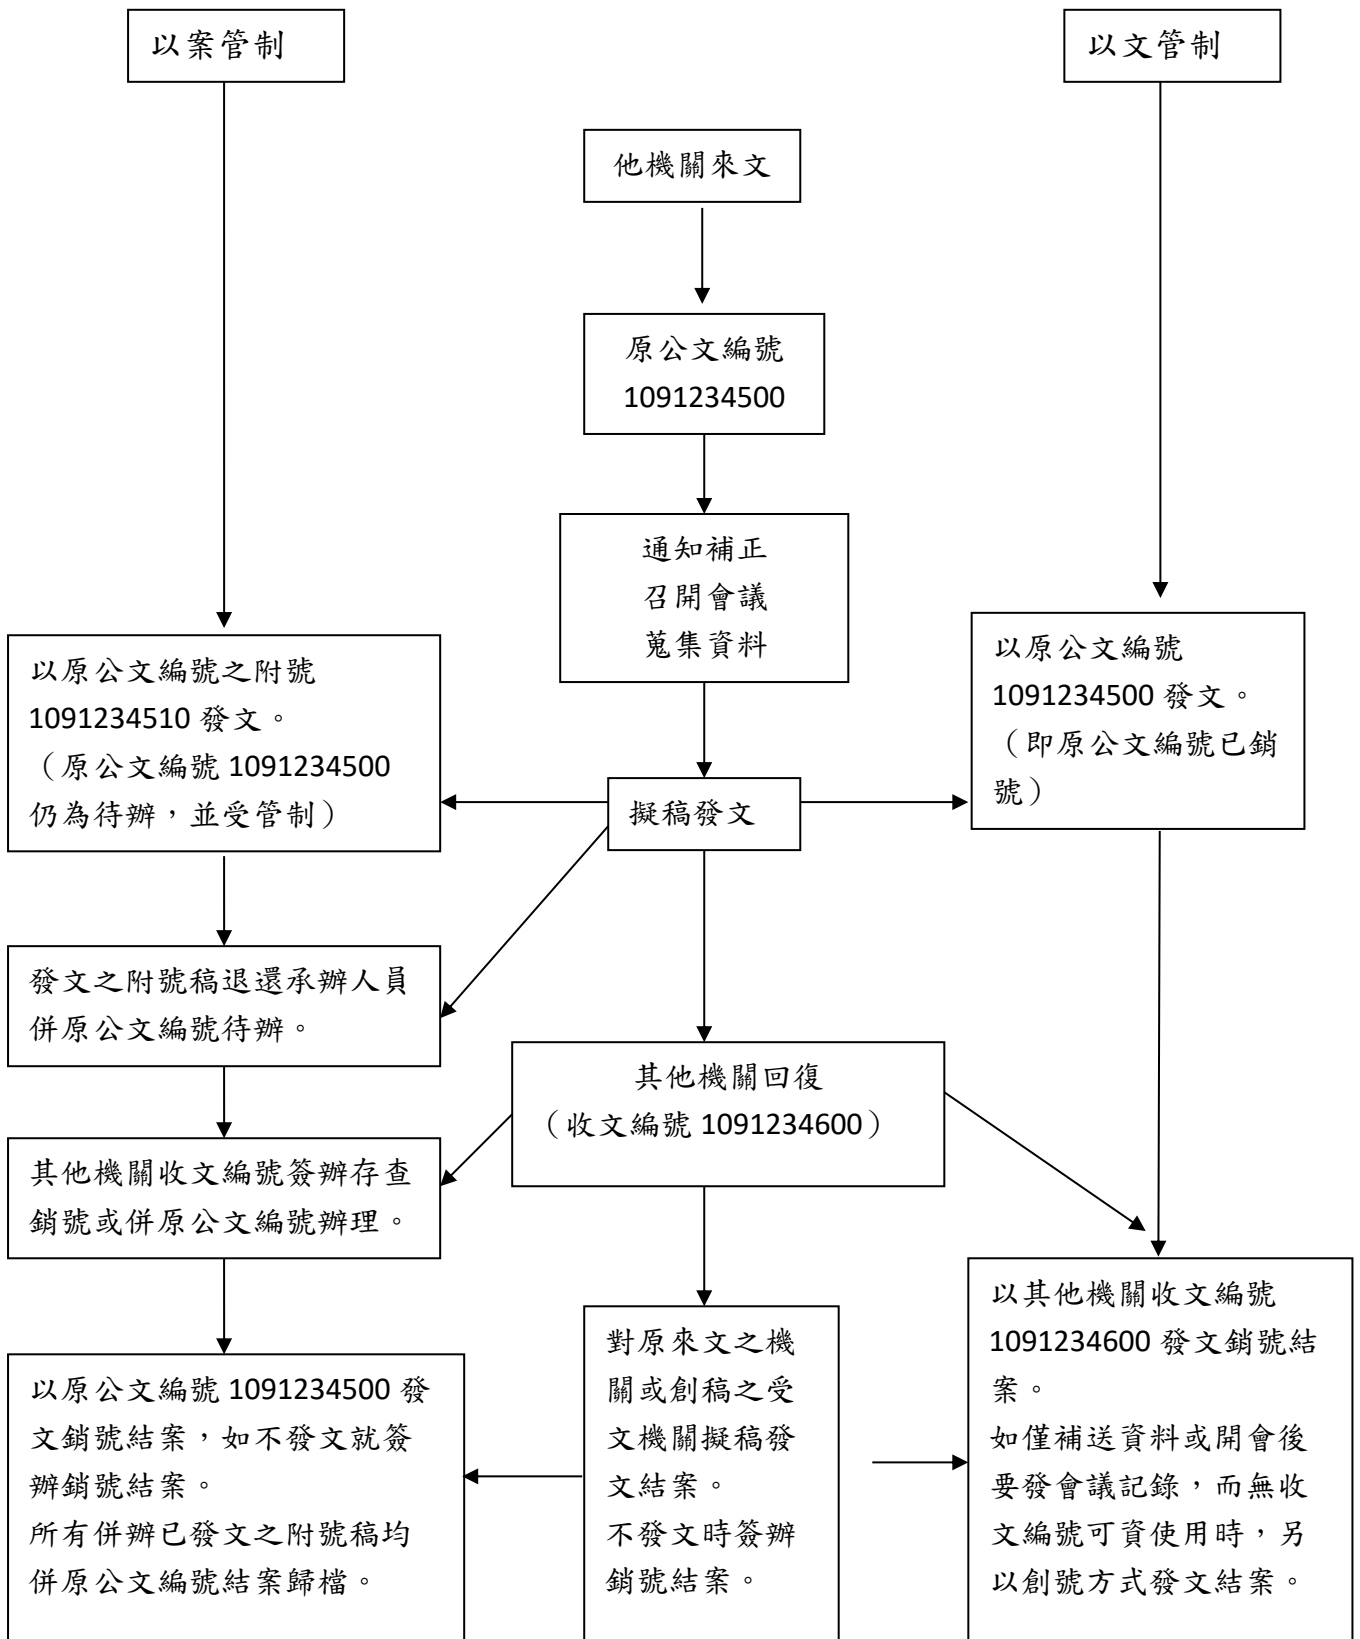 以案管制
以文管制
他機關來文
原公文編號
1091234500
通知補正
召開會議
蒐集資料
以原公文編號之附號
1091234510 發文。
（原公文編號 1091234500
仍為待辦，並受管制）
擬稿發文
以原公文編號
1091234500 發文。
（即原公文編號已銷
號）
發文之附號稿退還承辦人員
併原公文編號待辦。
其他機關回復
（收文編號 1091234600）
其他機關收文編號簽辦存查
銷號或併原公文編號辦理。
以原公文編號 1091234500 發
文銷號結案，如不發文就簽
辦銷號結案。
所有併辦已發文之附號稿均
併原公文編號結案歸檔。
對原來文之機
關或創稿之受
文機關擬稿發
文結案。
不發文時簽辦
銷號結案。
以其他機關收文編號
1091234600 發文銷號結
案。
如僅補送資料或開會後
要發會議記錄，而無收
文編號可資使用時，另
以創號方式發文結案。